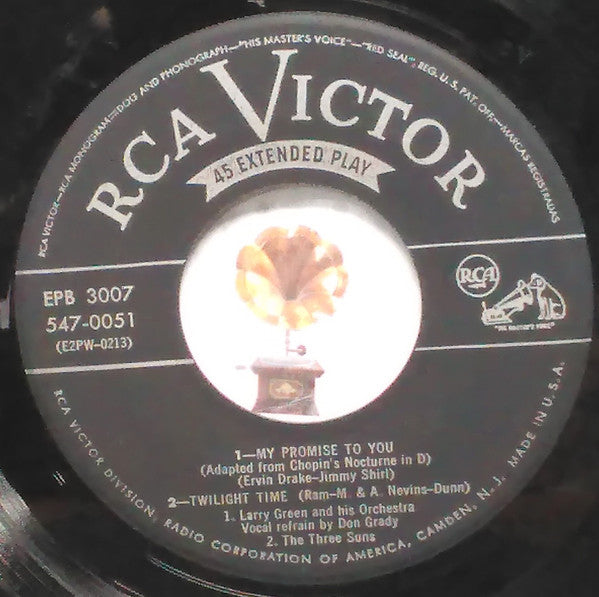 RCA VICTOR—RCA MONOGRAM—DOG AND PHONOGRAPH—"HIS MASTER'S VOICE"—"RED SEAL", REG. U.S. PAT. OFF.—MARCAS REGISTRADAS
RCA VICTOR
45 EXTENDED PLAY
EPB 3007
547-0051
(E2PW-0213)
RCA
"HIS MASTER'S VOICE"
1—MY PROMISE TO YOU
(Adapted from Chopin's Nocturne in D)
(Ervin Drake-Jimmy Shirl)
2—TWILIGHT TIME (Ram-M. & A. Nevins-Dunn)
1. Larry Green and his Orchestra
Vocal refrain by Don Grady
2. The Three Suns
RCA VICTOR DIVISION, RADIO CORPORATION OF AMERICA, CAMDEN, N. J. MADE IN U.S.A.